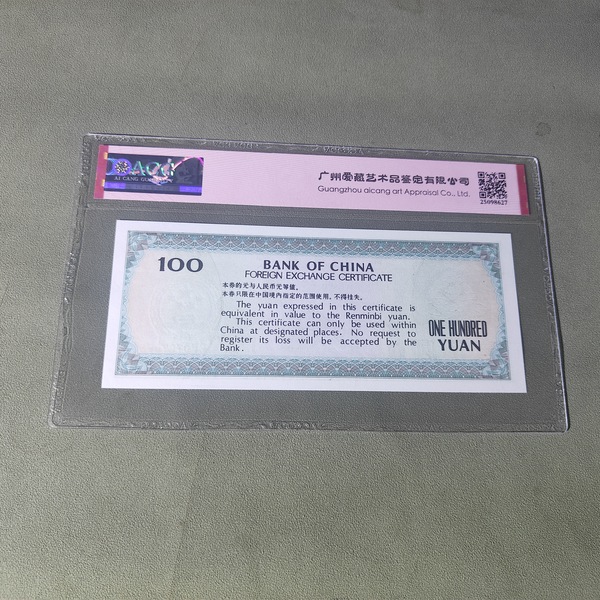 ACG
AI CANG
广州爱藏艺术品鉴定有限公司
Guangzhou aicang art Appraisal Co., Ltd.
25098627
100
BANK OF CHINA
FOREIGN EXCHANGE CERTIFICATE
本券的元与人民币元等值。
本券只限在中国境内指定的范围使用，不得挂失。
The yuan expressed in this certificate is
equivalent in value to the Renminbi yuan.
This certificate can only be used within
China at designated places. No request to
register its loss will be accepted by the
Bank.
ONE HUNDRED
YUAN